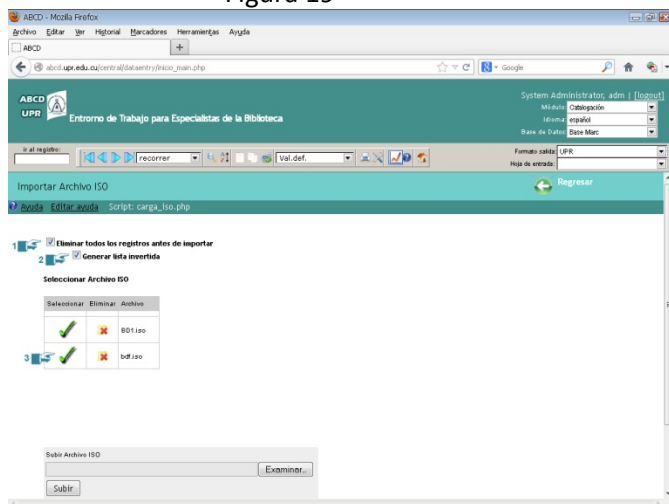 Figura 15
ABCD - Mozilla Firefox
Archivo Editar Ver Historial Marcadores Herramientas Ayuda
ABCD
+
abcd.upr.edu.cu/central/dataentry/inicio_main.php
Google
ABCD
UPR
Entrorno de Trabajo para Especialistas de la Biblioteca
System Administrator, adm | [logout]
Módulo: Catalogación
Idioma: español
Base de Datos: Base Marc
ir al registro:
recorrer
Val.def.
Formato salida: UPR
Hoja de entrada:
Importar Archivo ISO
Regresar
Ayuda Editar ayuda Script: carga_iso.php
1 Eliminar todos los registros antes de importar
2 Generar lista invertida
Seleccionar Archivo ISO
Seleccionar Eliminar Archivo
BD1.iso
3 bdf.iso
Subir Archivo ISO
Examinar..
Subir